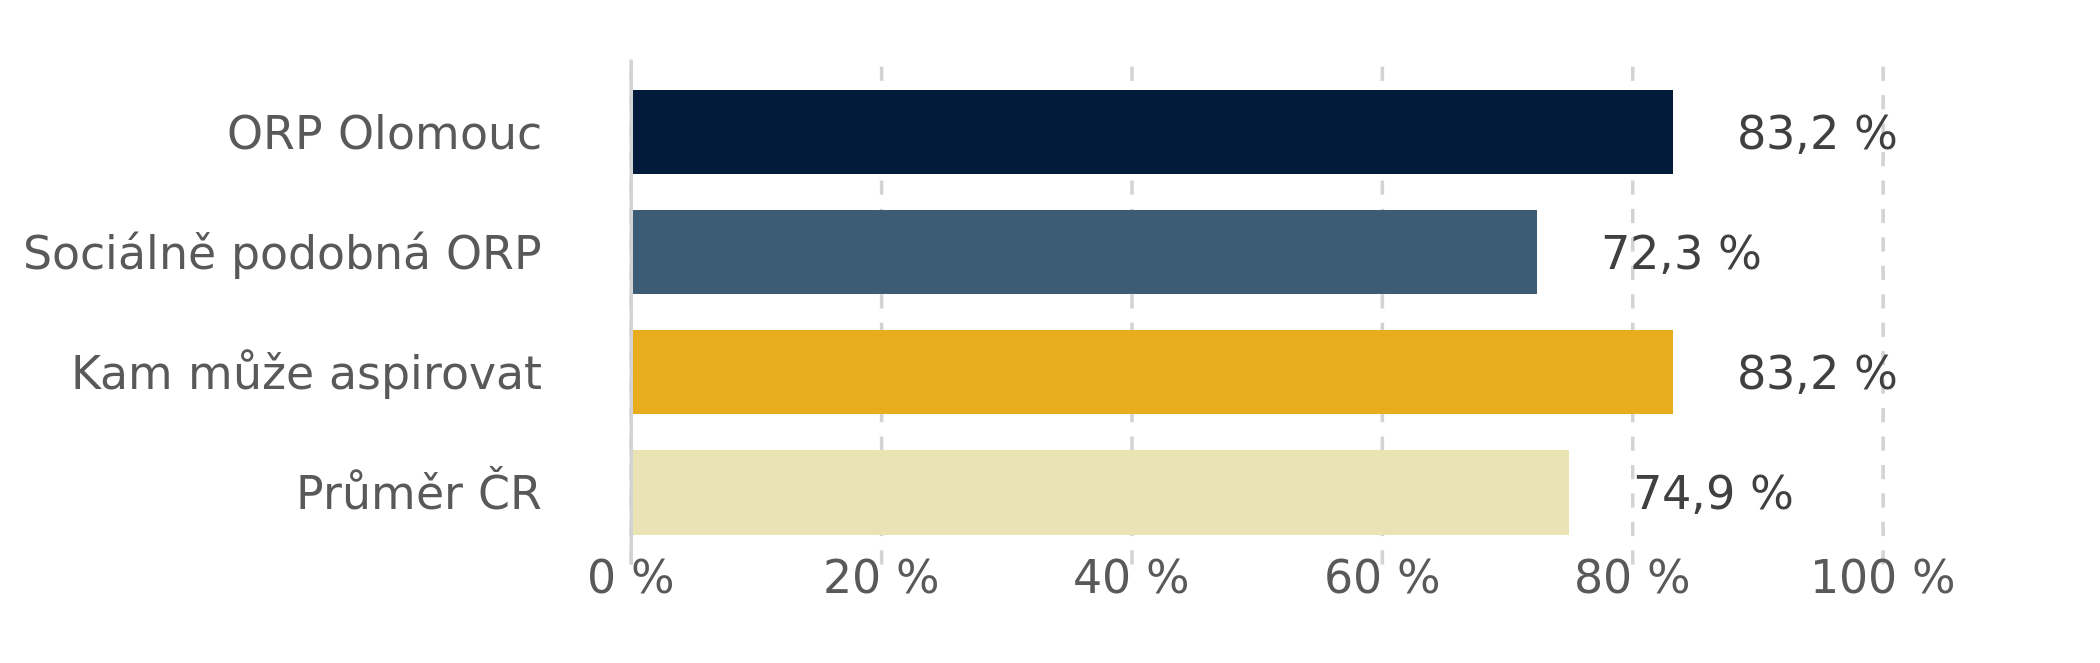 ORP Olomouc 83,2 %
Sociálně podobná ORP 72,3 %
Kam může aspirovat 83,2 %
Průměr ČR 74,9 %
0 % 20 % 40 % 60 % 80 % 100 %